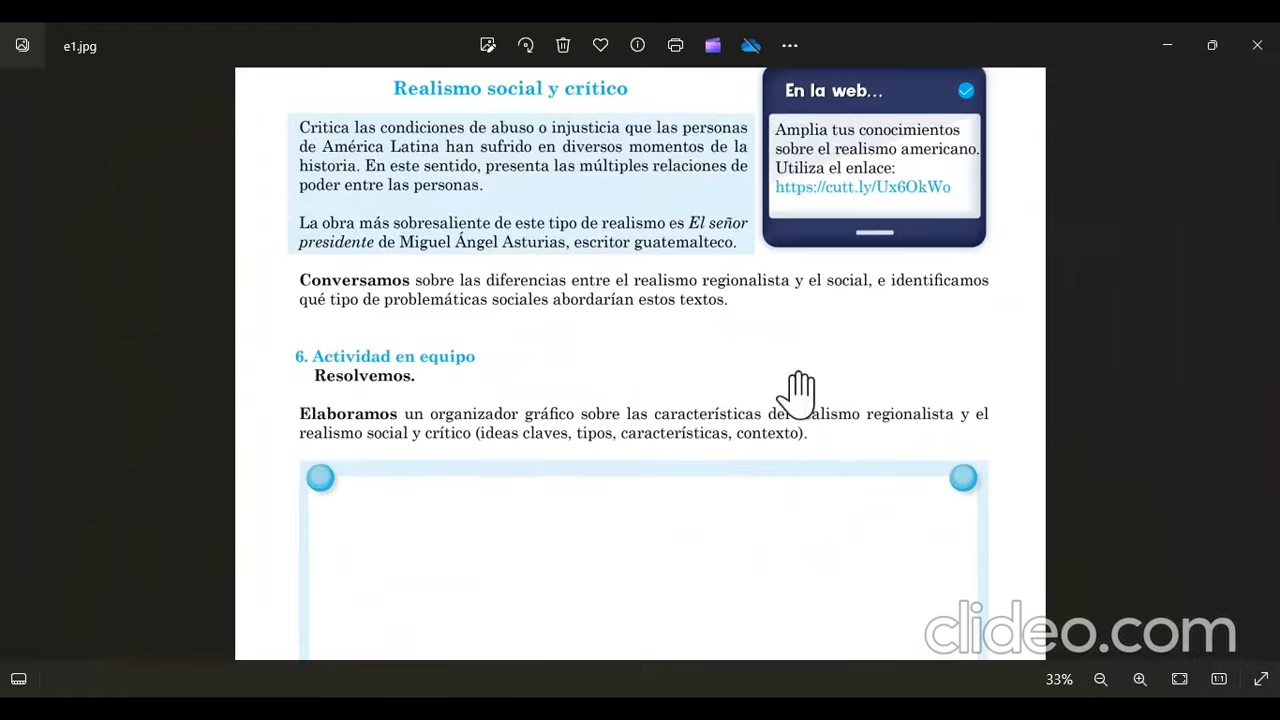 e1.jpg
Realismo social y crítico
Critica las condiciones de abuso o injusticia que las personas
de América Latina han sufrido en diversos momentos de la
historia. En este sentido, presenta las múltiples relaciones de
poder entre las personas.
La obra más sobresaliente de este tipo de realismo es El señor
presidente de Miguel Ángel Asturias, escritor guatemalteco.
En la web...
Amplia tus conocimientos
sobre el realismo americano.
Utiliza el enlace:
https://cutt.ly/Ux6OkWo
Conversamos sobre las diferencias entre el realismo regionalista y el social, e identificamos
qué tipo de problemáticas sociales abordarían estos textos.
6. Actividad en equipo
Resolvemos.
Elaboramos un organizador gráfico sobre las características del realismo regionalista y el
realismo social y crítico (ideas claves, tipos, características, contexto).
clideo.com
33%
1:1